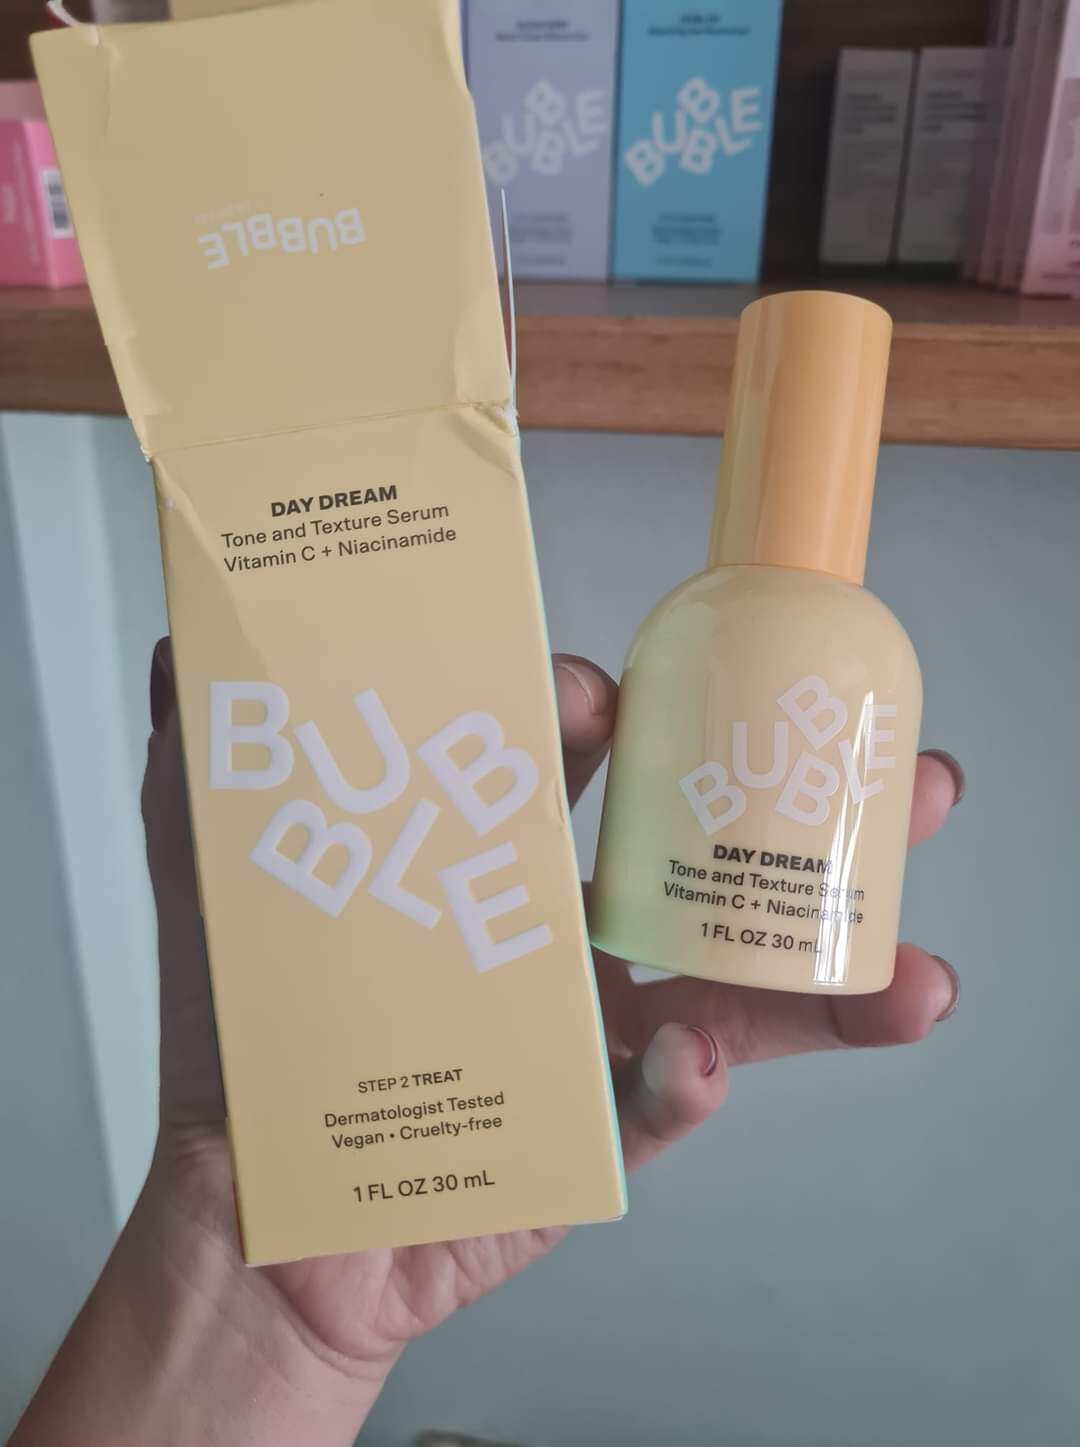 BUBBLE
BUBBLE
BUBBLE
DAY DREAM
Tone and Texture Serum
Vitamin C + Niacinamide
BUBBLE
STEP 2 TREAT
Dermatologist Tested
Vegan • Cruelty-free
1 FL OZ 30 mL
BUBBLE
DAY DREAM
Tone and Texture Serum
Vitamin C + Niacinamide
1 FL OZ 30 mL